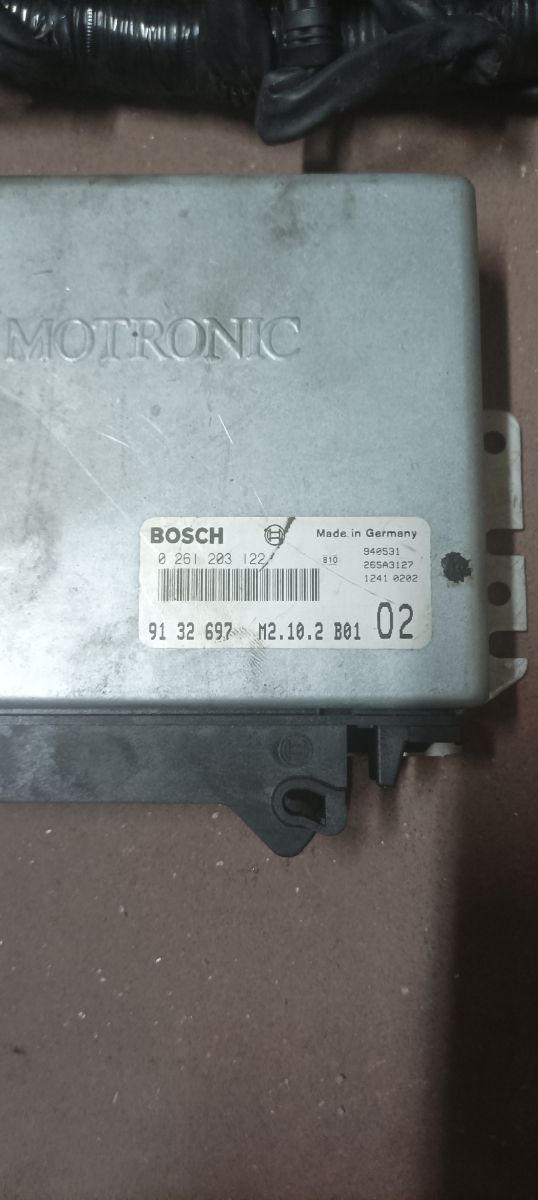 MOTRONIC
BOSCH Made in Germany
0 261 203 122 810 940531
26SA3127
1241 0202
91 32 697 M2.10.2 B01 02